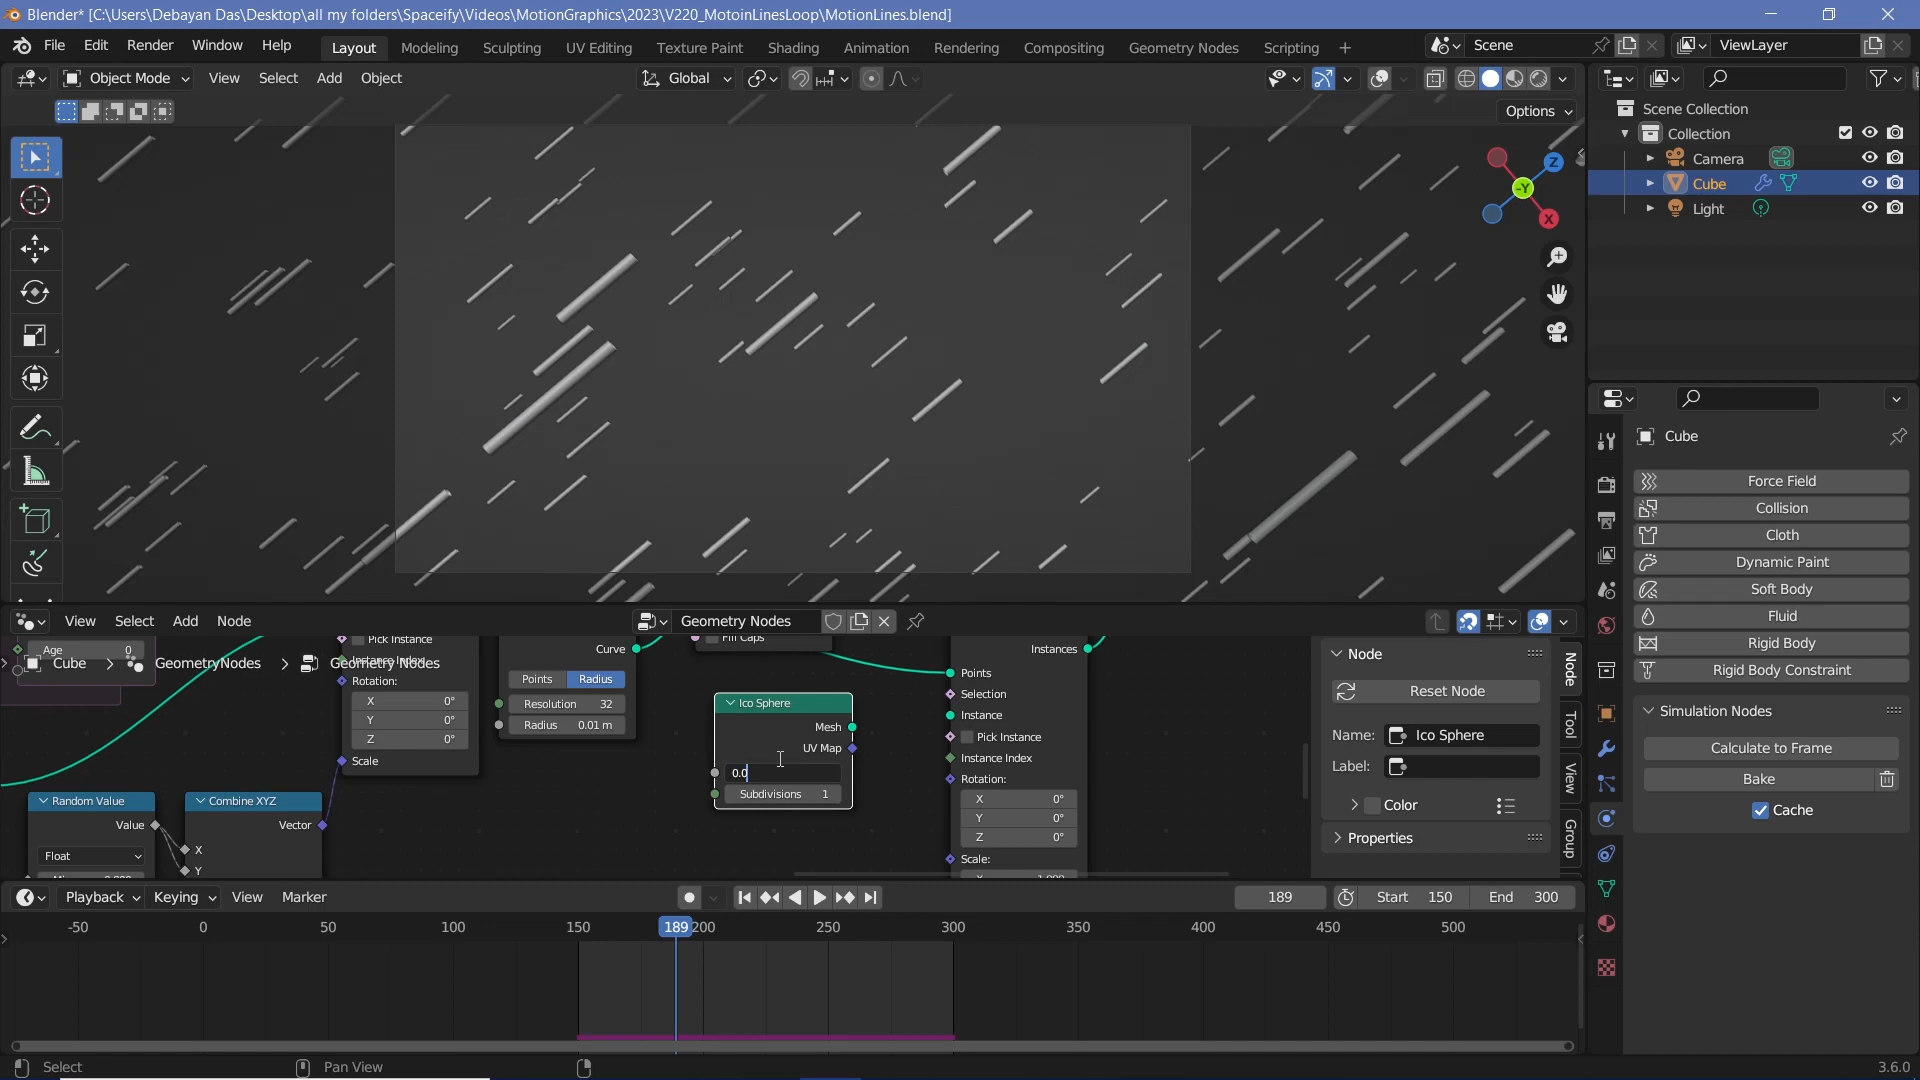 Blender* [C:\Users\Debayan Das\Desktop\all my folders\Spaceify\Videos\MotionGraphics\2023\V220_MotoinLinesLoop\MotionLines.blend]
File Edit Render Window Help Layout Modeling Sculpting UV Editing Texture Paint Shading Animation Rendering Compositing Geometry Nodes Scripting Scene ViewLayer
Object Mode View Select Add Object Global
Options
Scene Collection
Collection
Camera
Cube
Light
Z
-Y
X
Cube
Force Field
Collision
Cloth
Dynamic Paint
Soft Body
Fluid
Rigid Body
Rigid Body Constraint
Simulation Nodes
Calculate to Frame
Bake
Cache
View Select Add Node Geometry Nodes
Age 0
Cube GeometryNodes Geometry Nodes
Pick Instance
Rotation:
X 0°
Y 0°
Z 0°
Scale
Curve
Points Radius
Resolution 32
Radius 0.01 m
Fill Caps
Ico Sphere
Mesh
UV Map
0.0
Subdivisions 1
Random Value
Value
Float
Combine XYZ
Vector
X
Y
Instances
Points
Selection
Instance
Pick Instance
Instance Index
Rotation:
X 0°
Y 0°
Z 0°
Scale:
Node
Reset Node
Name: Ico Sphere
Label:
Color
Properties
Node
Tool
View
Group
Playback Keying View Marker 189 Start 150 End 300
-50 0 50 100 150 189 200 250 300 350 400 450 500
Select Pan View 3.6.0